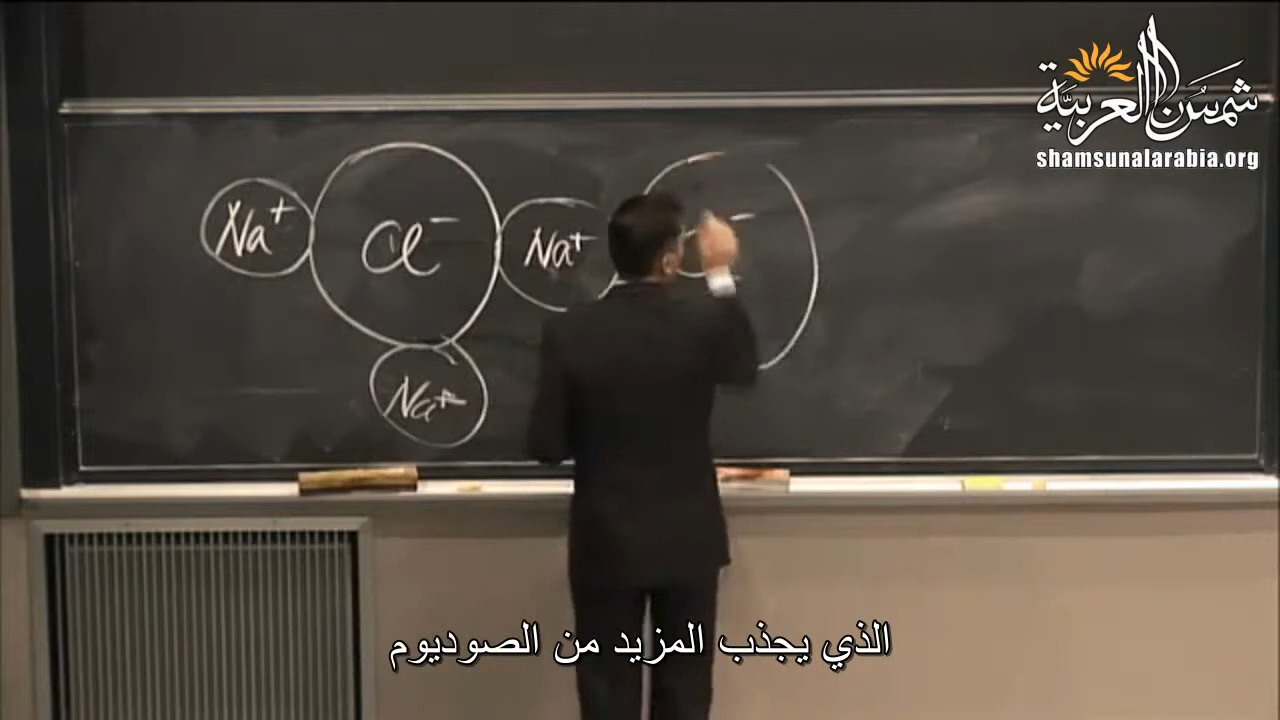 شمسُ العربيّة
shamsunalarabia.org
Na⁺ Cl⁻ Na⁺
Na⁺
الذي يجذب المزيد من الصوديوم